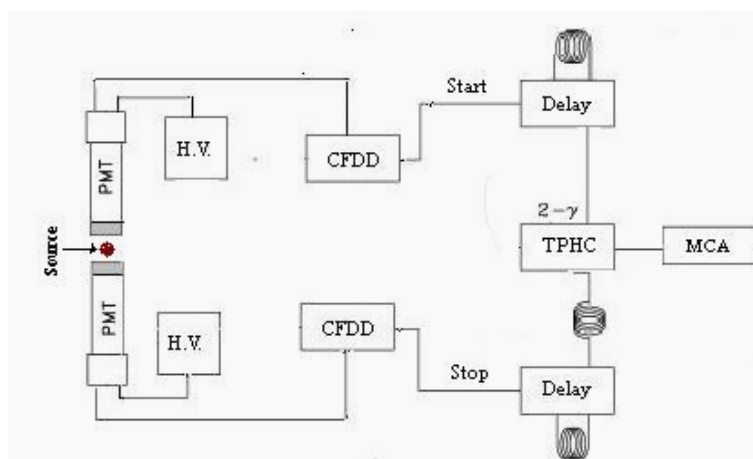 Start
Delay
H.V.
CFDD
PMT
2-γ
TPHC
MCA
Source
PMT
H.V.
CFDD
Stop
Delay